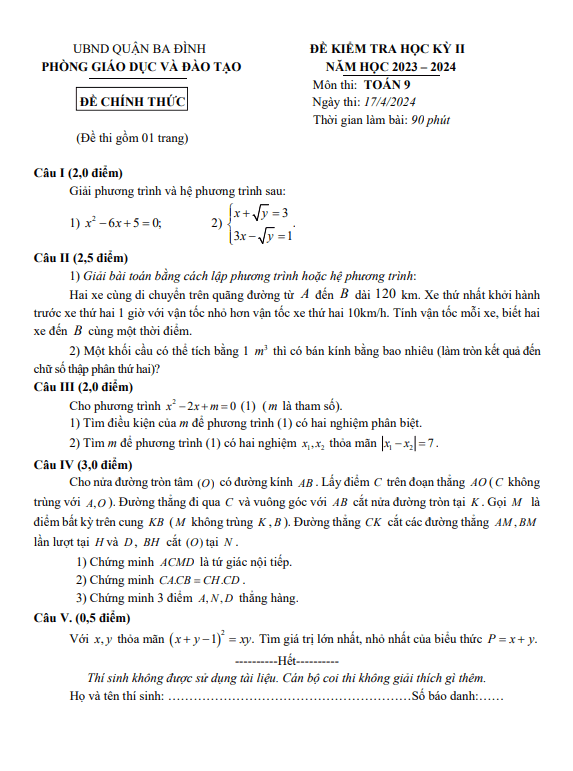 UBND QUẬN BA ĐÌNH
PHÒNG GIÁO DỤC VÀ ĐÀO TẠO
ĐỀ CHÍNH THỨC
(Đề thi gồm 01 trang)
ĐỀ KIỂM TRA HỌC KỲ II
NĂM HỌC 2023 – 2024
Môn thi: TOÁN 9
Ngày thi: 17/4/2024
Thời gian làm bài: 90 phút
Câu I (2,0 điểm)
Giải phương trình và hệ phương trình sau:
1) x² − 6x + 5 = 0; 2) {x + √y = 3
3x − √y = 1.
Câu II (2,5 điểm)
1) Giải bài toán bằng cách lập phương trình hoặc hệ phương trình:
Hai xe cùng di chuyển trên quãng đường từ A đến B dài 120 km. Xe thứ nhất khởi hành
trước xe thứ hai 1 giờ với vận tốc nhỏ hơn vận tốc xe thứ hai 10km/h. Tính vận tốc mỗi xe, biết hai
xe đến B cùng một thời điểm.
2) Một khối cầu có thể tích bằng 1 m³ thì có bán kính bằng bao nhiêu (làm tròn kết quả đến
chữ số thập phân thứ hai)?
Câu III (2,0 điểm)
Cho phương trình x² − 2x + m = 0 (1) (m là tham số).
1) Tìm điều kiện của m để phương trình (1) có hai nghiệm phân biệt.
2) Tìm m để phương trình (1) có hai nghiệm x₁, x₂ thỏa mãn |x₁ − x₂| = 7.
Câu IV (3,0 điểm)
Cho nửa đường tròn tâm (O) có đường kính AB. Lấy điểm C trên đoạn thẳng AO (C không
trùng với A, O). Đường thẳng đi qua C và vuông góc với AB cắt nửa đường tròn tại K. Gọi M là
điểm bất kỳ trên cung KB (M không trùng K, B). Đường thẳng CK cắt các đường thẳng AM, BM
lần lượt tại H và D, BH cắt (O) tại N.
1) Chứng minh ACMD là tứ giác nội tiếp.
2) Chứng minh CA.CB = CH.CD.
3) Chứng minh 3 điểm A, N, D thẳng hàng.
Câu V. (0,5 điểm)
Với x, y thỏa mãn (x + y − 1)² = xy. Tìm giá trị lớn nhất, nhỏ nhất của biểu thức P = x + y.
----------Hết----------
Thí sinh không được sử dụng tài liệu. Cán bộ coi thi không giải thích gì thêm.
Họ và tên thí sinh: …………………………………………………Số báo danh:……